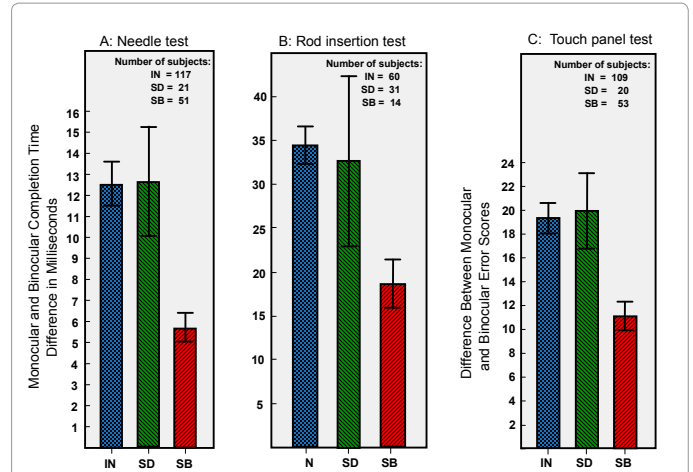 A: Needle test
Number of subjects:
IN = 117
SD = 21
SB = 51
16
15
14
13
12
11
10
9
8
7
6
5
4
3
2
1
Monocular and Binocular Completion Time
Difference in Milliseconds
IN SD SB
B: Rod insertion test
Number of subjects:
IN = 60
SD = 31
SB = 14
40
35
30
25
20
15
10
5
N SD SB
C: Touch panel test
Number of subjects:
IN = 109
SD = 20
SB = 53
24
22
20
18
16
14
12
10
8
6
4
2
Difference Between Monocular
and Binocular Error Scores
IN SD SB